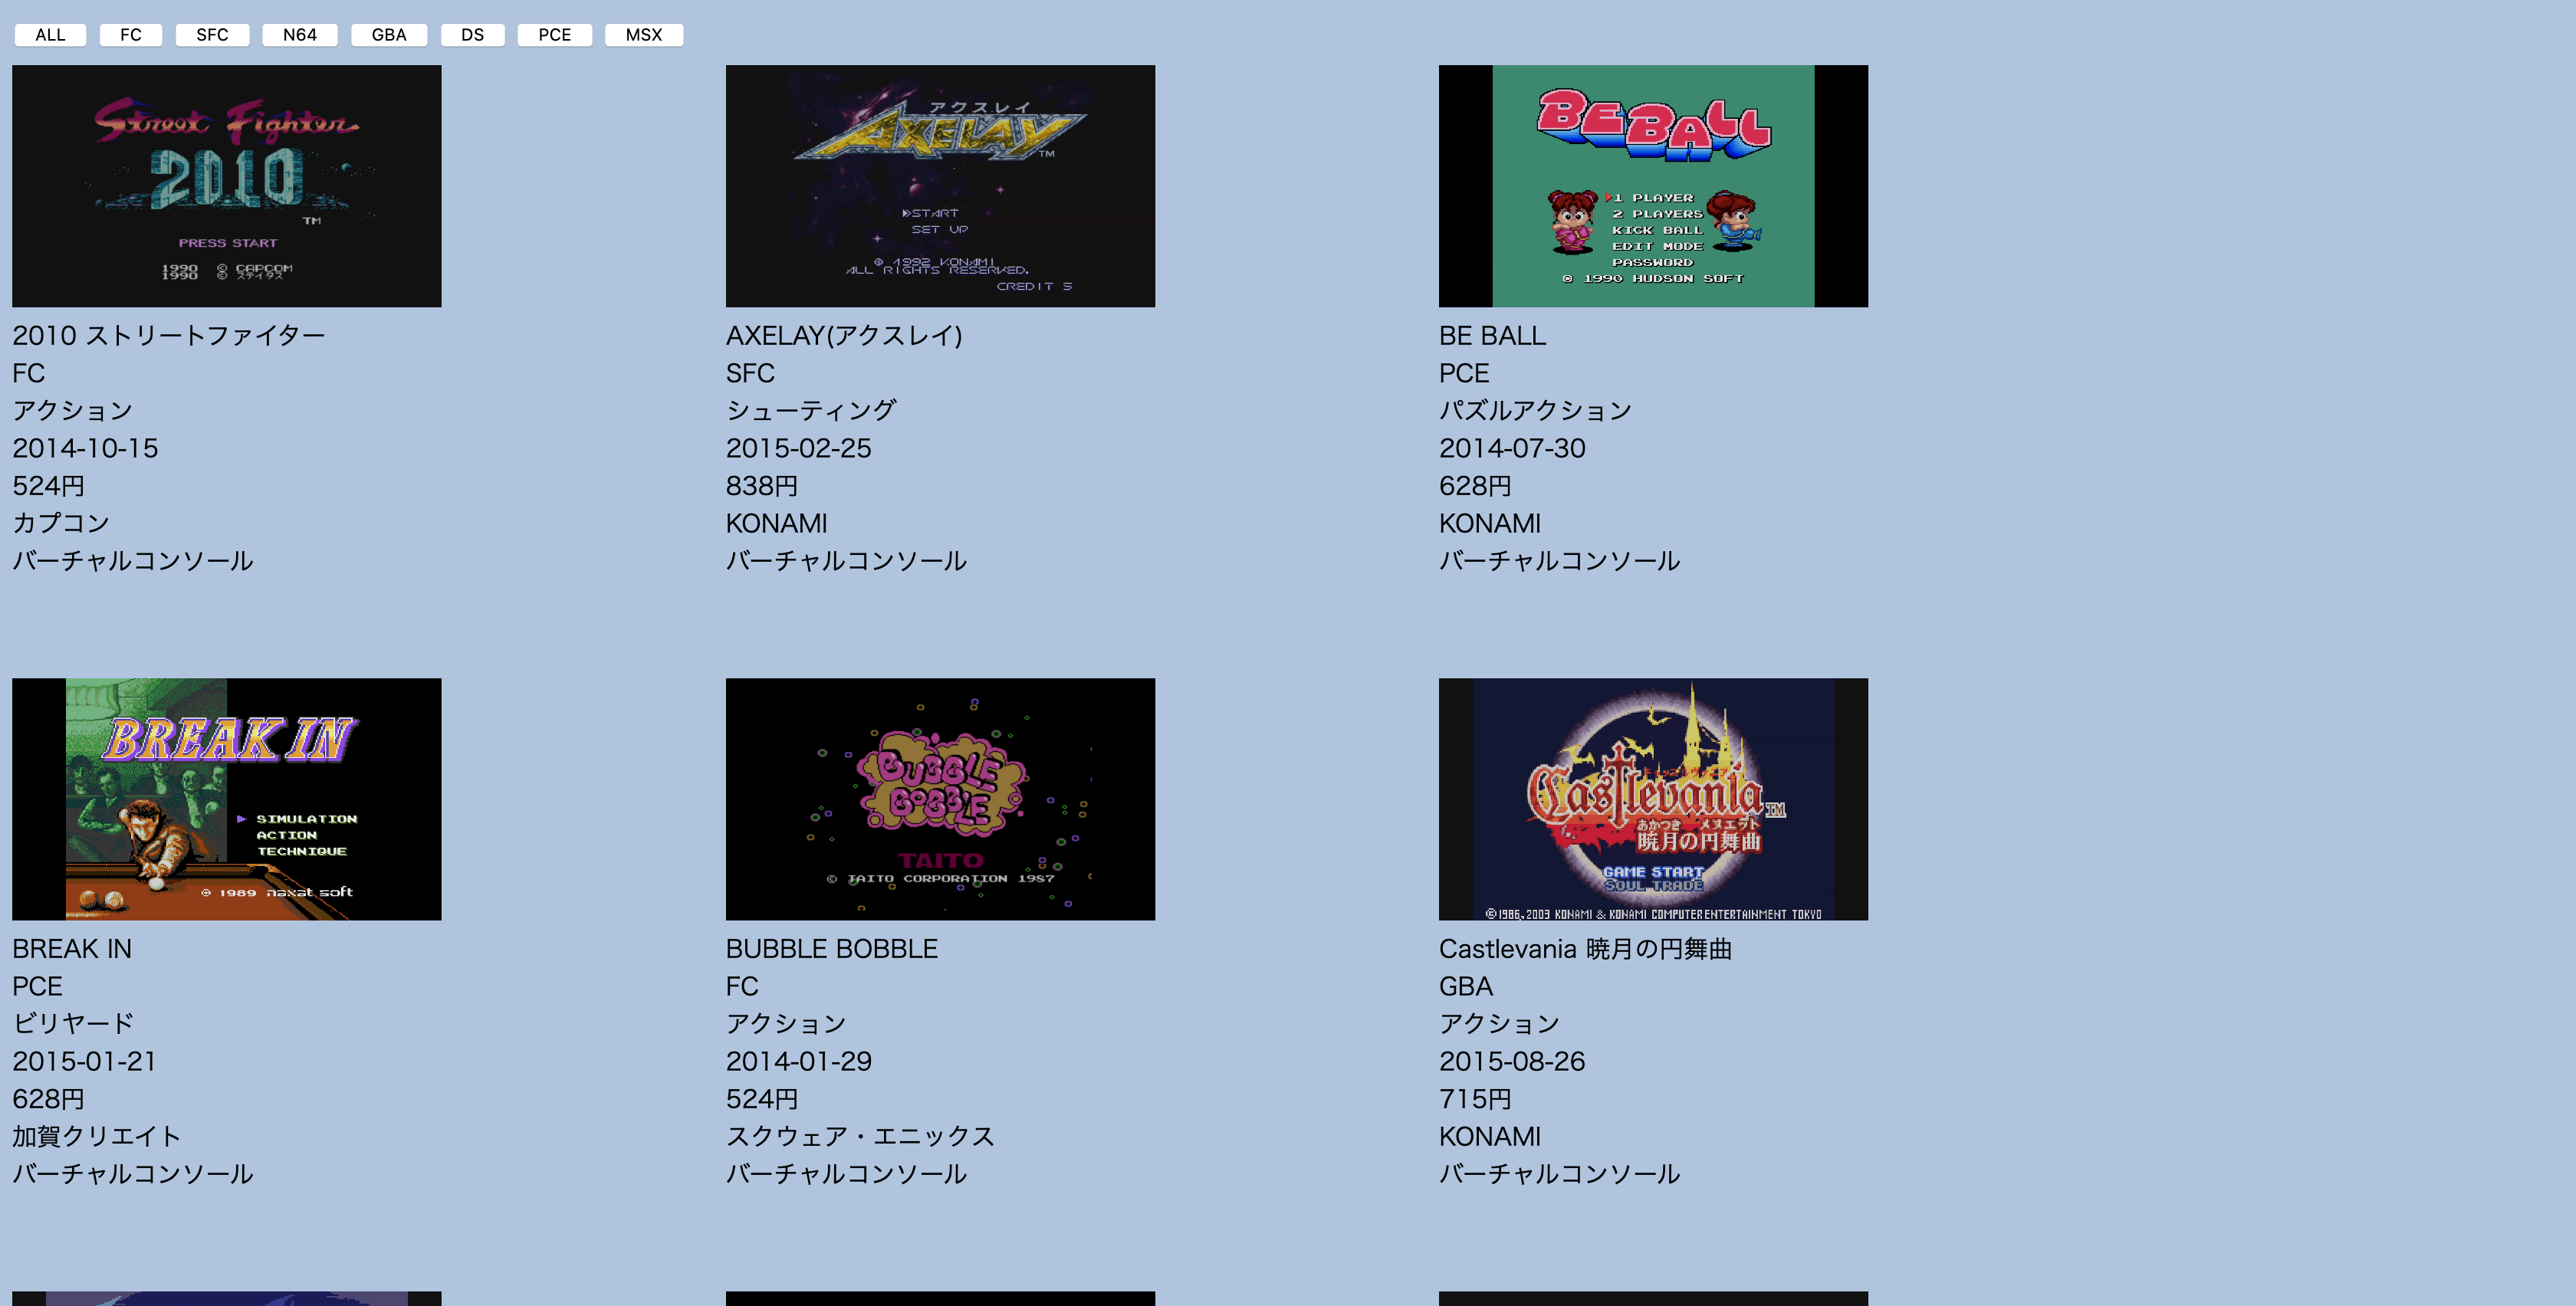 ALL FC SFC N64 GBA DS PCE MSX
Street Fighter
2010
TM
PRESS START
1990 © CAPCOM
1990 © ステイタス
2010 ストリートファイター
FC
アクション
2014-10-15
524円
カプコン
バーチャルコンソール
アクスレイ
AXELAY
TM
START
SET UP
© 1992 KONAMI
ALL RIGHTS RESERVED.
CREDIT 5
AXELAY(アクスレイ)
SFC
シューティング
2015-02-25
838円
KONAMI
バーチャルコンソール
BE BALL
1 PLAYER
2 PLAYERS
KICK BALL
EDIT MODE
PASSWORD
© 1990 HUDSON SOFT
BE BALL
PCE
パズルアクション
2014-07-30
628円
KONAMI
バーチャルコンソール
BREAK IN
SIMULATION
ACTION
TECHNIQUE
© 1989 naxat soft
BREAK IN
PCE
ビリヤード
2015-01-21
628円
加賀クリエイト
バーチャルコンソール
BUBBLE
BOBBLE
TAITO
© TAITO CORPORATION 1987
BUBBLE BOBBLE
FC
アクション
2014-01-29
524円
スクウェア・エニックス
バーチャルコンソール
キャッスルヴァニア
Castlevania TM
あかつき メヌエット
暁月の円舞曲
GAME START
SOUL TRADE
©1986,2003 KONAMI & KONAMI COMPUTER ENTERTAINMENT TOKYO
Castlevania 暁月の円舞曲
GBA
アクション
2015-08-26
715円
KONAMI
バーチャルコンソール